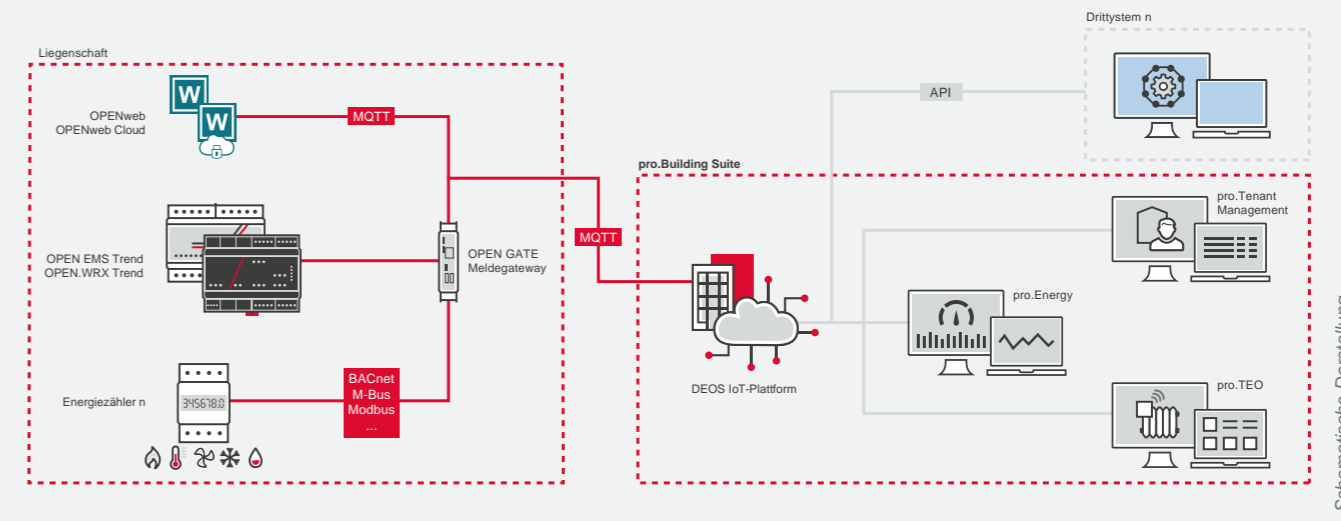 Drittystem n
Liegenschaft
W
W
OPENweb
OPENweb Cloud
MQTT
API
pro.Building Suite
pro.Tenant
Management
OPEN EMS Trend
OPEN.WRX Trend
OPEN GATE
Meldegateway
MQTT
pro.Energy
DEOS IoT-Plattform
pro.TEO
Energiezähler n
345678.0
BACnet
M-Bus
Modbus
...
Schematische Darstellung